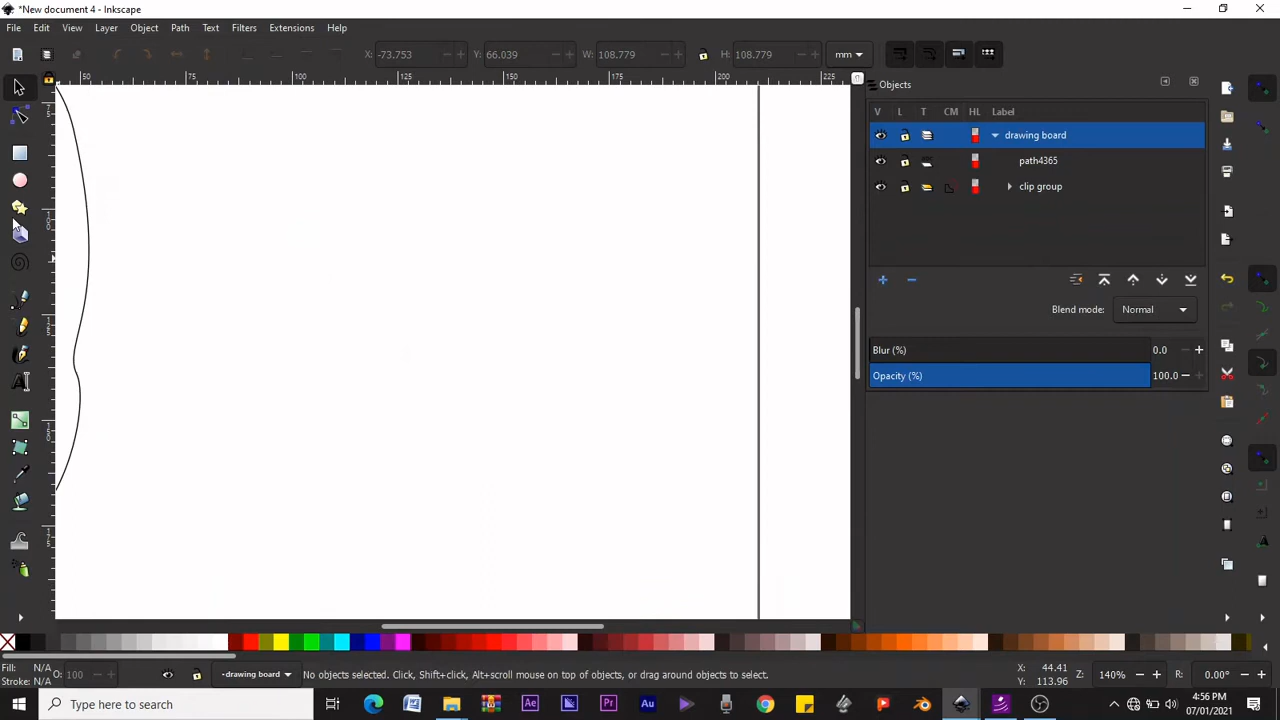 *New document 4 - Inkscape
File Edit View Layer Object Path Text Filters Extensions Help
X: -73.753 Y: 66.039 W: 108.779 H: 108.779 mm
50 75 100 125 150 175 200 225
Objects
V L T CM HL Label
drawing board
path4365
clip group
Blend mode: Normal
Blur (%) 0.0
Opacity (%) 100.0
Fill: N/A
Stroke: N/A
O: 100
•drawing board
No objects selected. Click, Shift+click, Alt+scroll mouse on top of objects, or drag around objects to select.
X: 44.41
Y: 113.96
Z: 140% R: 0.00°
Type here to search
4:56 PM
07/01/2021